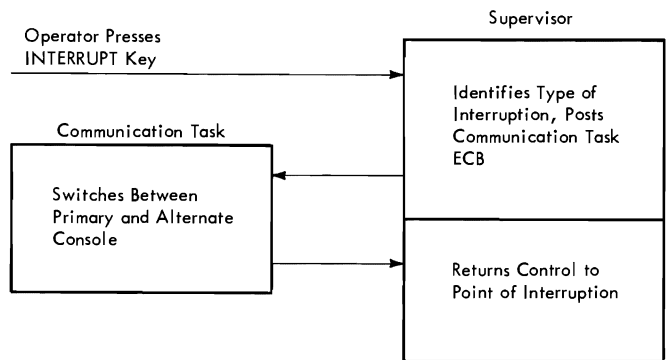 Supervisor
Operator Presses
INTERRUPT Key
Identifies Type of
Interruption, Posts
Communication Task
ECB
Communication Task
Switches Between
Primary and Alternate
Console
Returns Control to
Point of Interruption